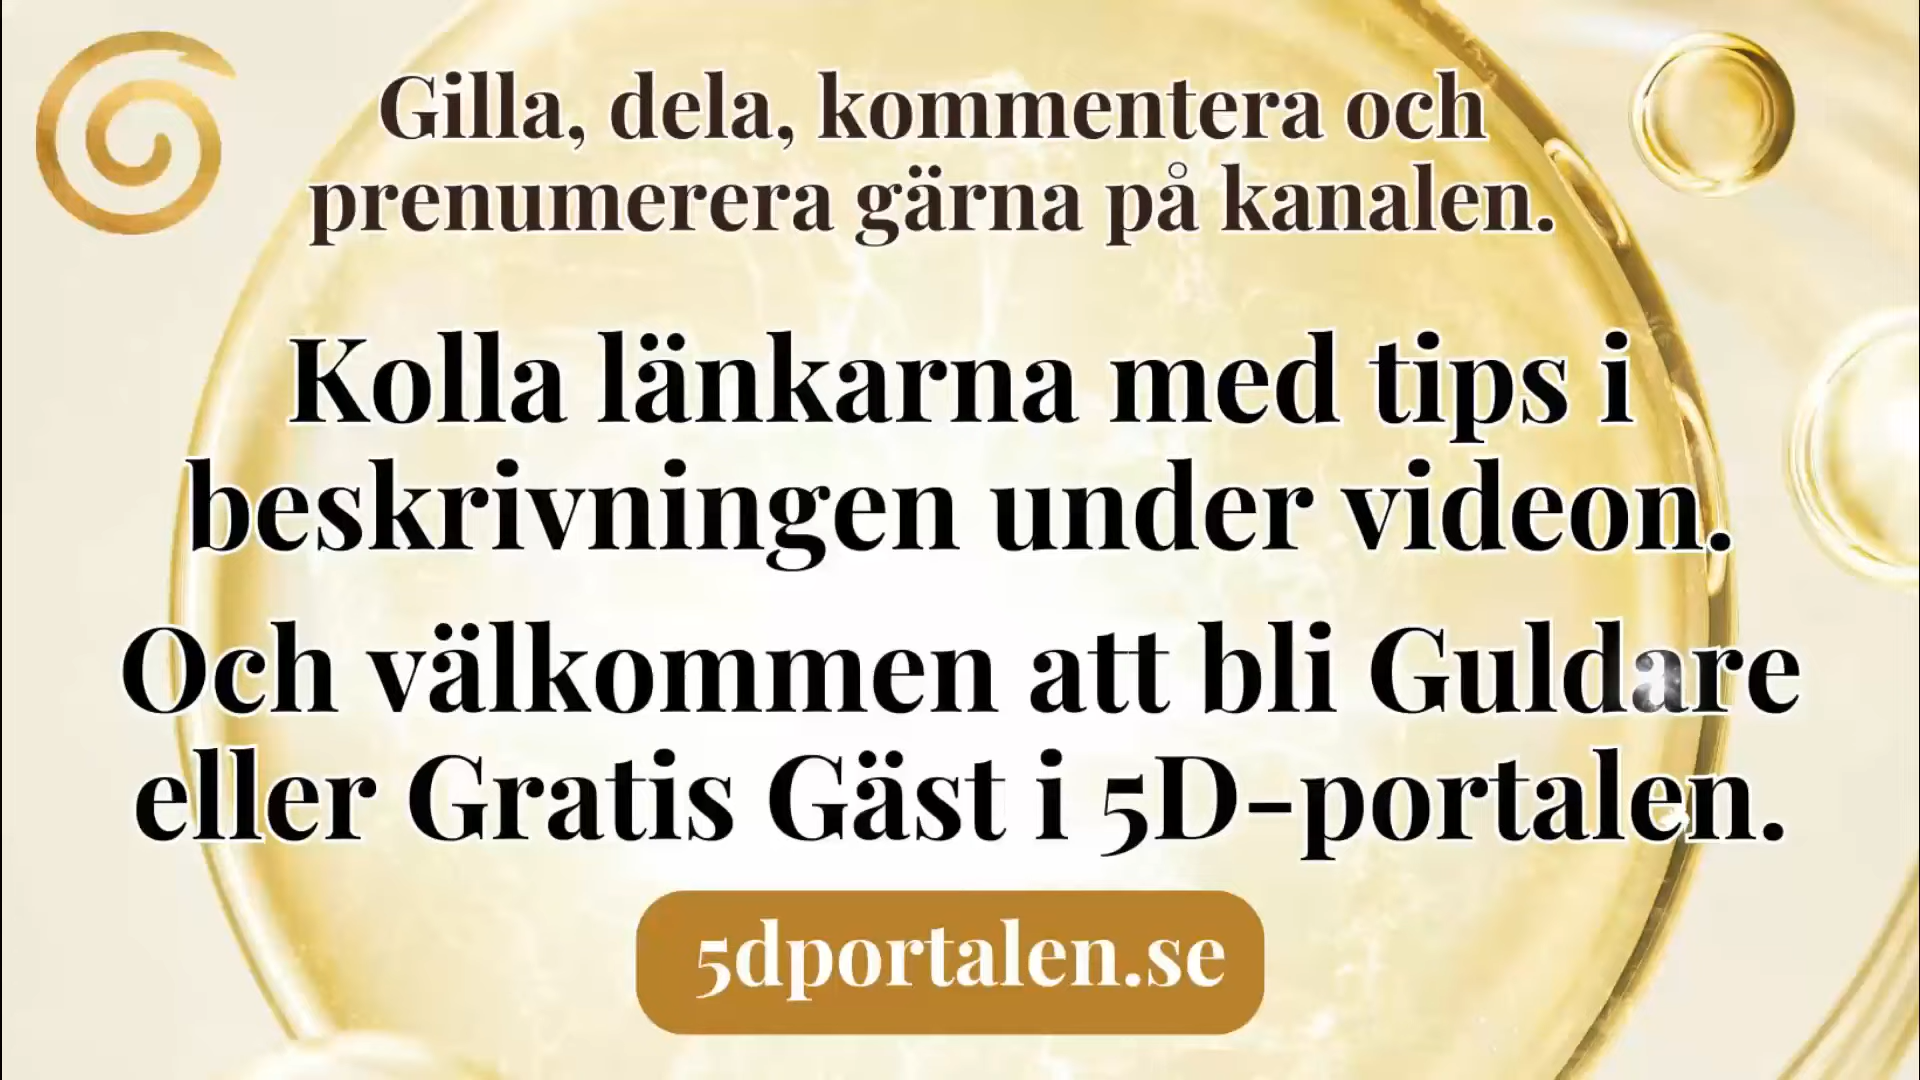 Gilla, dela, kommentera och
prenumerera gärna på kanalen.
Kolla länkarna med tips i
beskrivningen under videon.
Och välkommen att bli Guldare
eller Gratis Gäst i 5D-portalen.
5dportalen.se